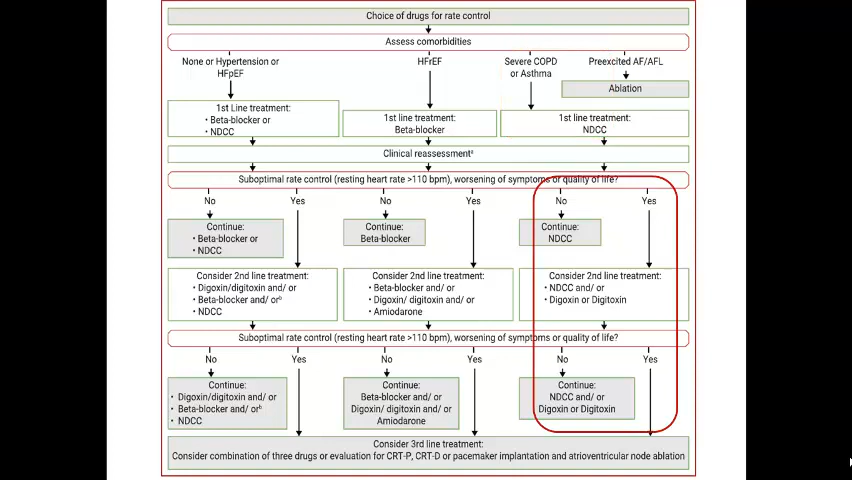 Choice of drugs for rate control
Assess comorbidities
None or Hypertension or
HFpEF
HFrEF
Severe COPD
or Asthma
Preexcited AF/AFL
Ablation
1st Line treatment:
• Beta-blocker or
• NDCC
1st line treatment:
Beta-blocker
1st line treatment:
NDCC
Clinical reassessmentᵃ
Suboptimal rate control (resting heart rate >110 bpm), worsening of symptoms or quality of life?
No
Yes
No
Yes
No
Yes
Continue:
• Beta-blocker or
• NDCC
Continue:
Beta-blocker
Continue:
NDCC
Consider 2nd line treatment:
• Digoxin/digitoxin and/ or
• Beta-blocker and/ orᵇ
• NDCC
Consider 2nd line treatment:
• Beta-blocker and/ or
• Digoxin/ digitoxin and/ or
• Amiodarone
Consider 2nd line treatment:
• NDCC and/ or
• Digoxin or Digitoxin
Suboptimal rate control (resting heart rate >110 bpm), worsening of symptoms or quality of life?
No
Yes
No
Yes
No
Yes
Continue:
• Digoxin/digitoxin and/ or
• Beta-blocker and/ orᵇ
• NDCC
Continue:
Beta-blocker and/ or
Digoxin/ digitoxin and/ or
Amiodarone
Continue:
NDCC and/ or
Digoxin or Digitoxin
Consider 3rd line treatment:
Consider combination of three drugs or evaluation for CRT-P, CRT-D or pacemaker implantation and atrioventricular node ablation